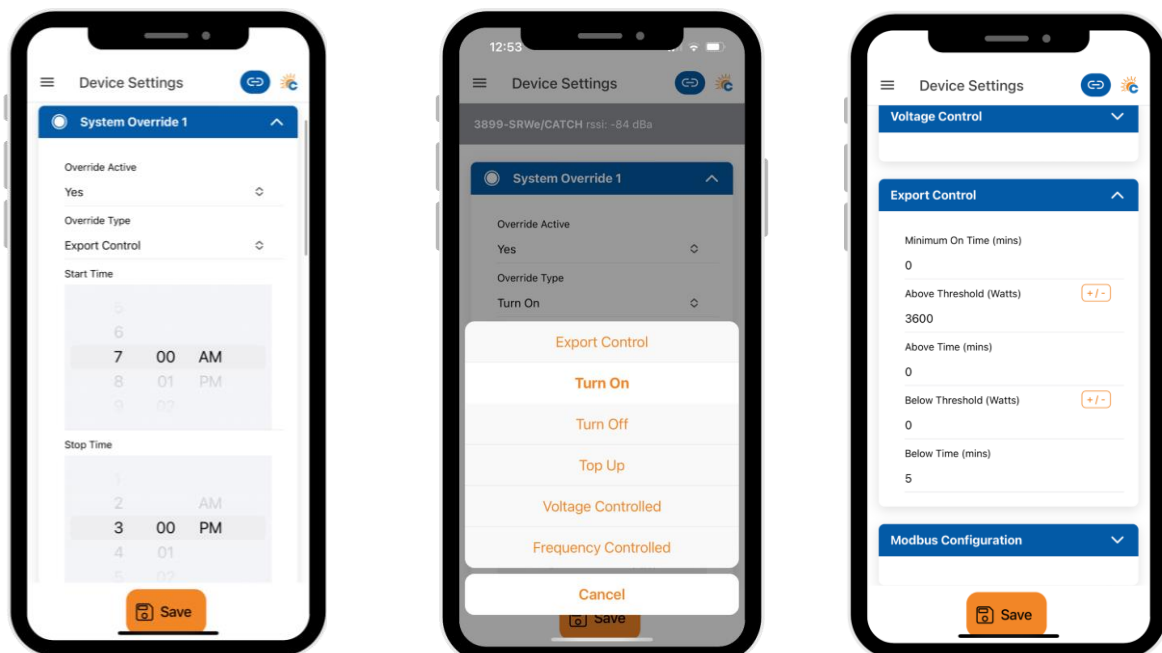 Device Settings
System Override 1
Override Active
Yes
Override Type
Export Control
Start Time
5
6
7 00 AM
8 01 PM
9 02
Stop Time
2 AM
3 00 PM
4 01
5 02
Save
12:53
Device Settings
3899-SRWe/CATCH rssi: -84 dBa
System Override 1
Override Active
Yes
Override Type
Turn On
Export Control
Turn On
Turn Off
Top Up
Voltage Controlled
Frequency Controlled
Cancel
Save
Device Settings
Voltage Control
Export Control
Minimum On Time (mins)
0
Above Threshold (Watts) +/-
3600
Above Time (mins)
0
Below Threshold (Watts) +/-
0
Below Time (mins)
5
Modbus Configuration
Save